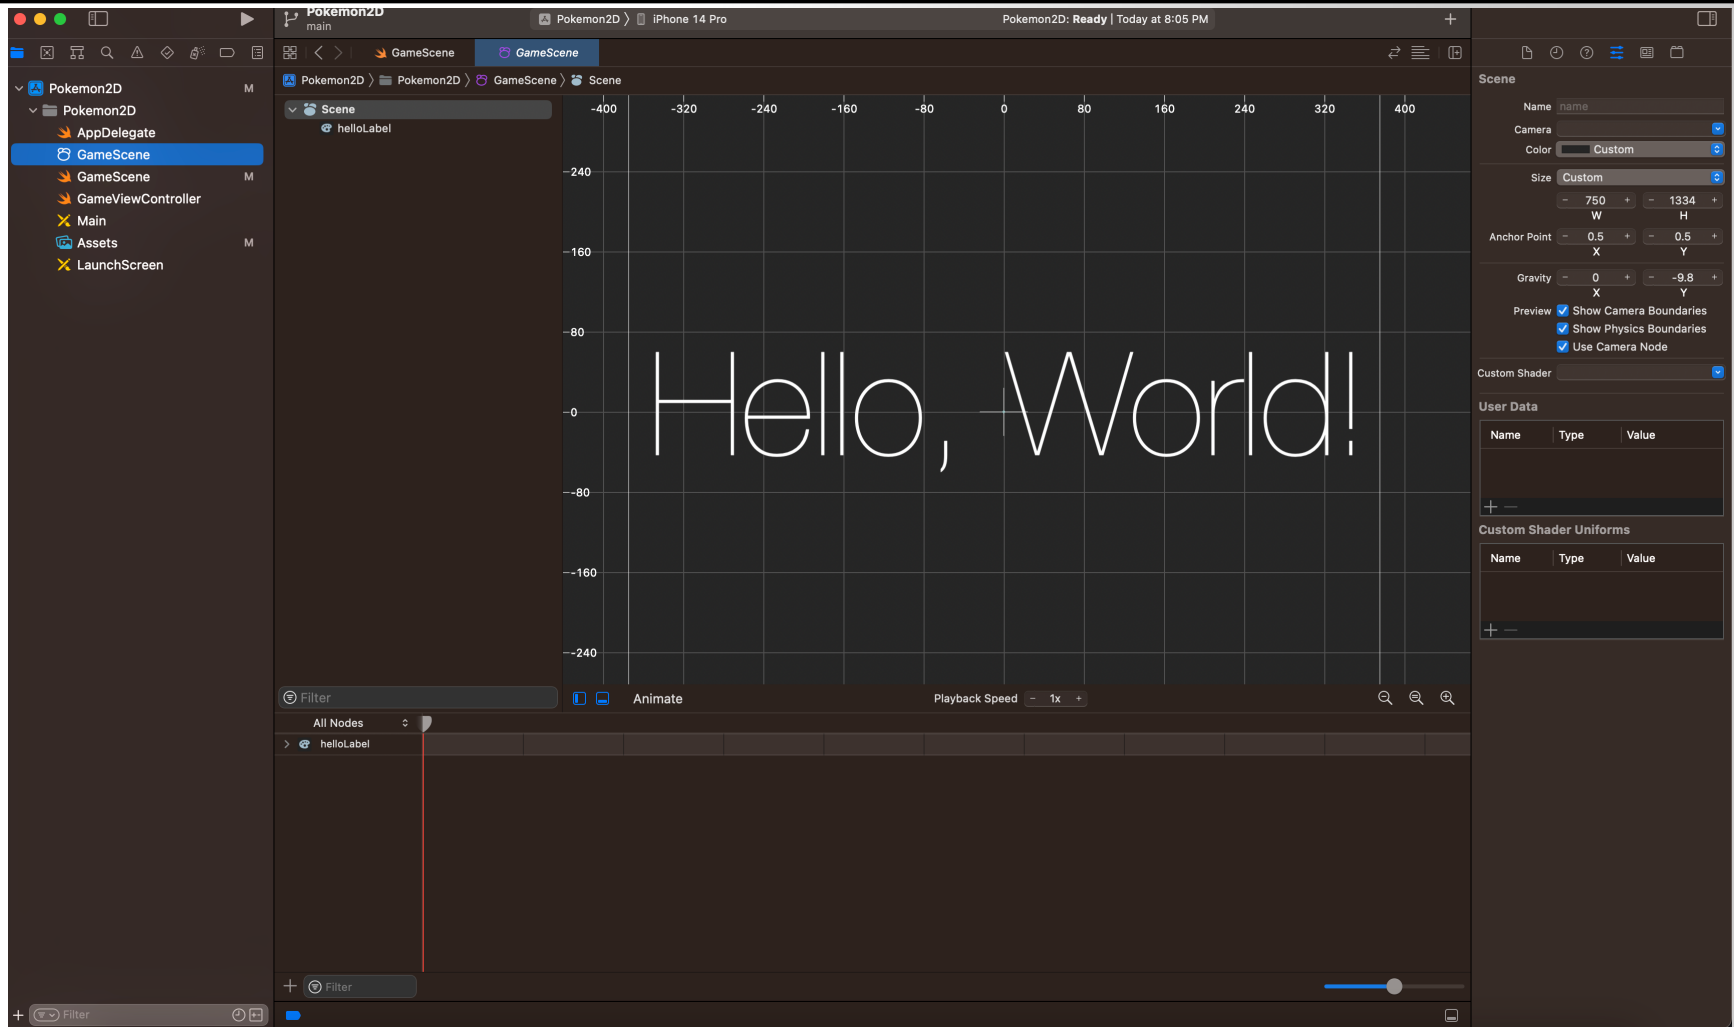 Pokemon2D
main
Pokemon2D 〉 iPhone 14 Pro
Pokemon2D: Ready | Today at 8:05 PM
GameScene
GameScene
Pokemon2D 〉 Pokemon2D 〉 GameScene 〉 Scene
Pokemon2D M
Pokemon2D
AppDelegate
GameScene
GameScene M
GameViewController
Main
Assets M
LaunchScreen
Filter
Scene
helloLabel
Filter
-400 -320 -240 -160 -80 0 80 160 240 320 400
240
160
80
0
-80
-160
-240
Hello, World!
Animate
Playback Speed - 1x +
All Nodes
helloLabel
Filter
Scene
Name name
Camera
Color Custom
Size Custom
- 750 + - 1334 +
W H
Anchor Point - 0.5 + - 0.5 +
X Y
Gravity - 0 + - -9.8 +
X Y
Preview Show Camera Boundaries
Show Physics Boundaries
Use Camera Node
Custom Shader
User Data
Name Type Value
Custom Shader Uniforms
Name Type Value